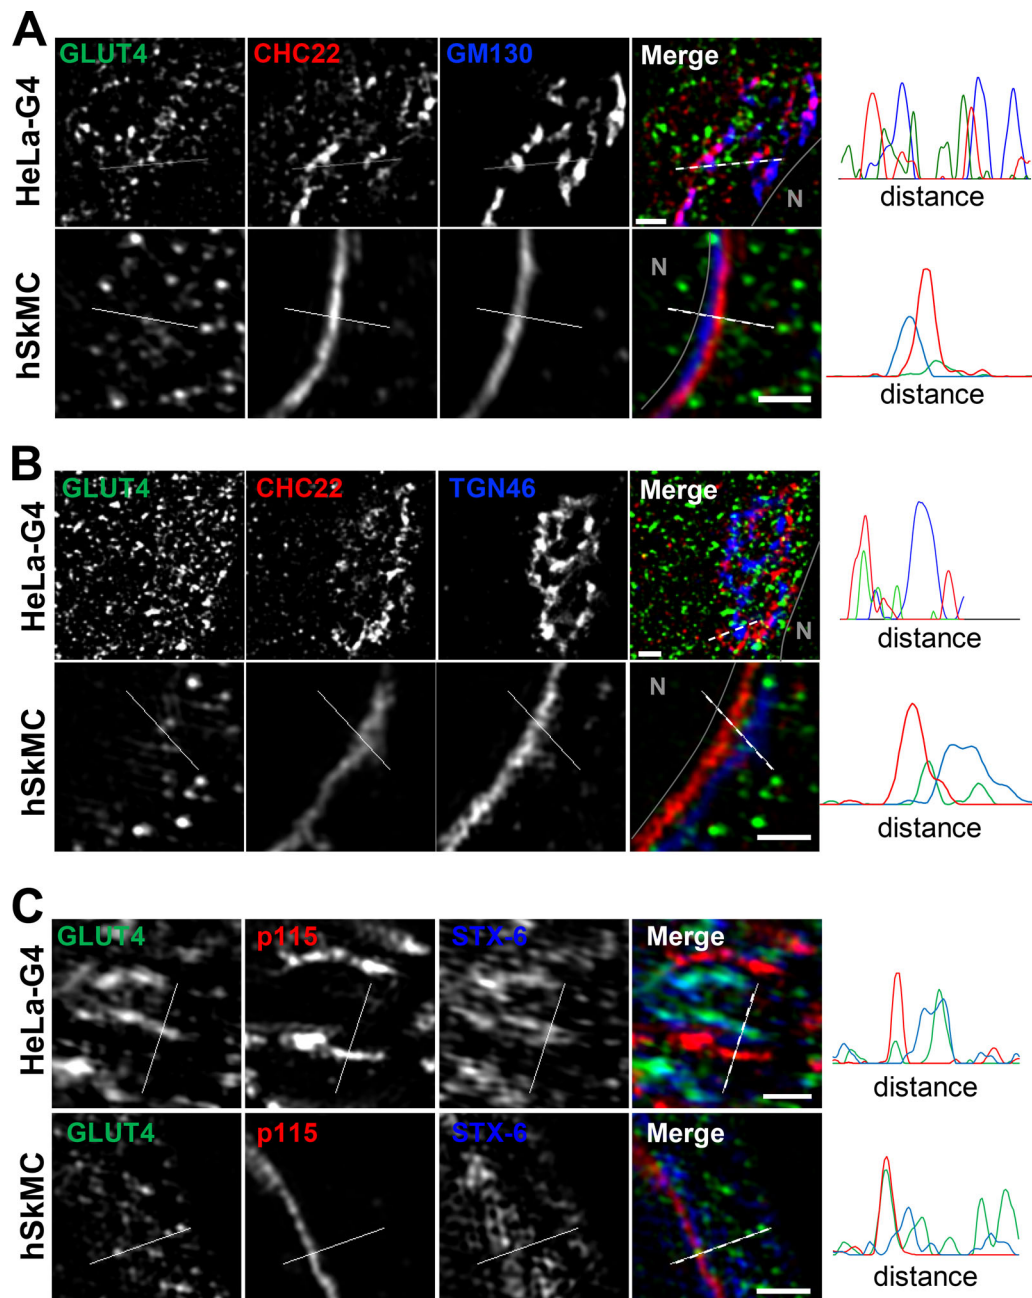 A
HeLa-G4
GLUT4
CHC22
GM130
Merge
N
distance
hSkMC
N
distance
B
HeLa-G4
GLUT4
CHC22
TGN46
Merge
N
distance
hSkMC
N
distance
C
HeLa-G4
GLUT4
p115
STX-6
Merge
distance
hSkMC
GLUT4
p115
STX-6
Merge
distance